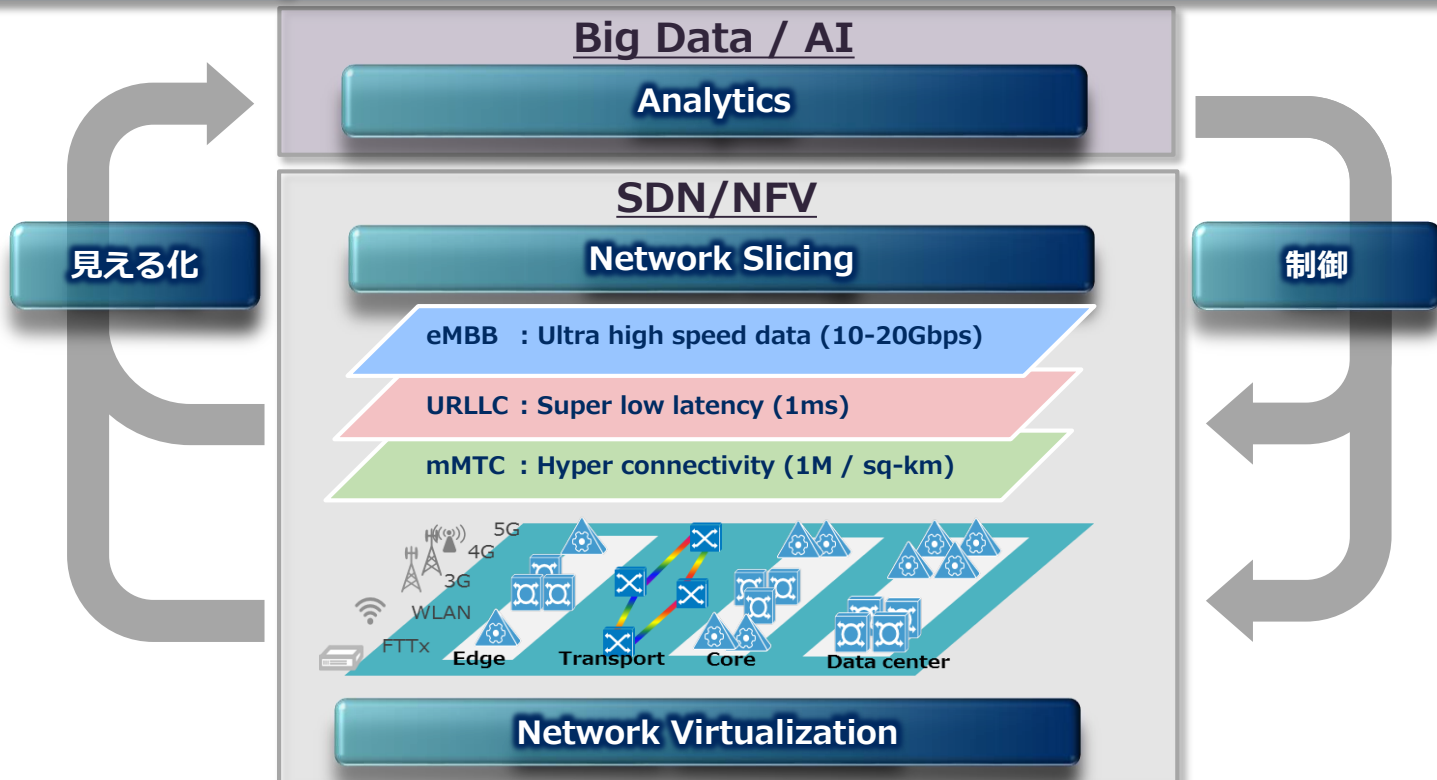 Big Data / AI
Analytics
SDN/NFV
見える化
Network Slicing
制御
eMBB : Ultra high speed data (10-20Gbps)
URLLC : Super low latency (1ms)
mMTC : Hyper connectivity (1M / sq-km)
5G
4G
3G
WLAN
FTTx
Edge
Transport
Core
Data center
Network Virtualization